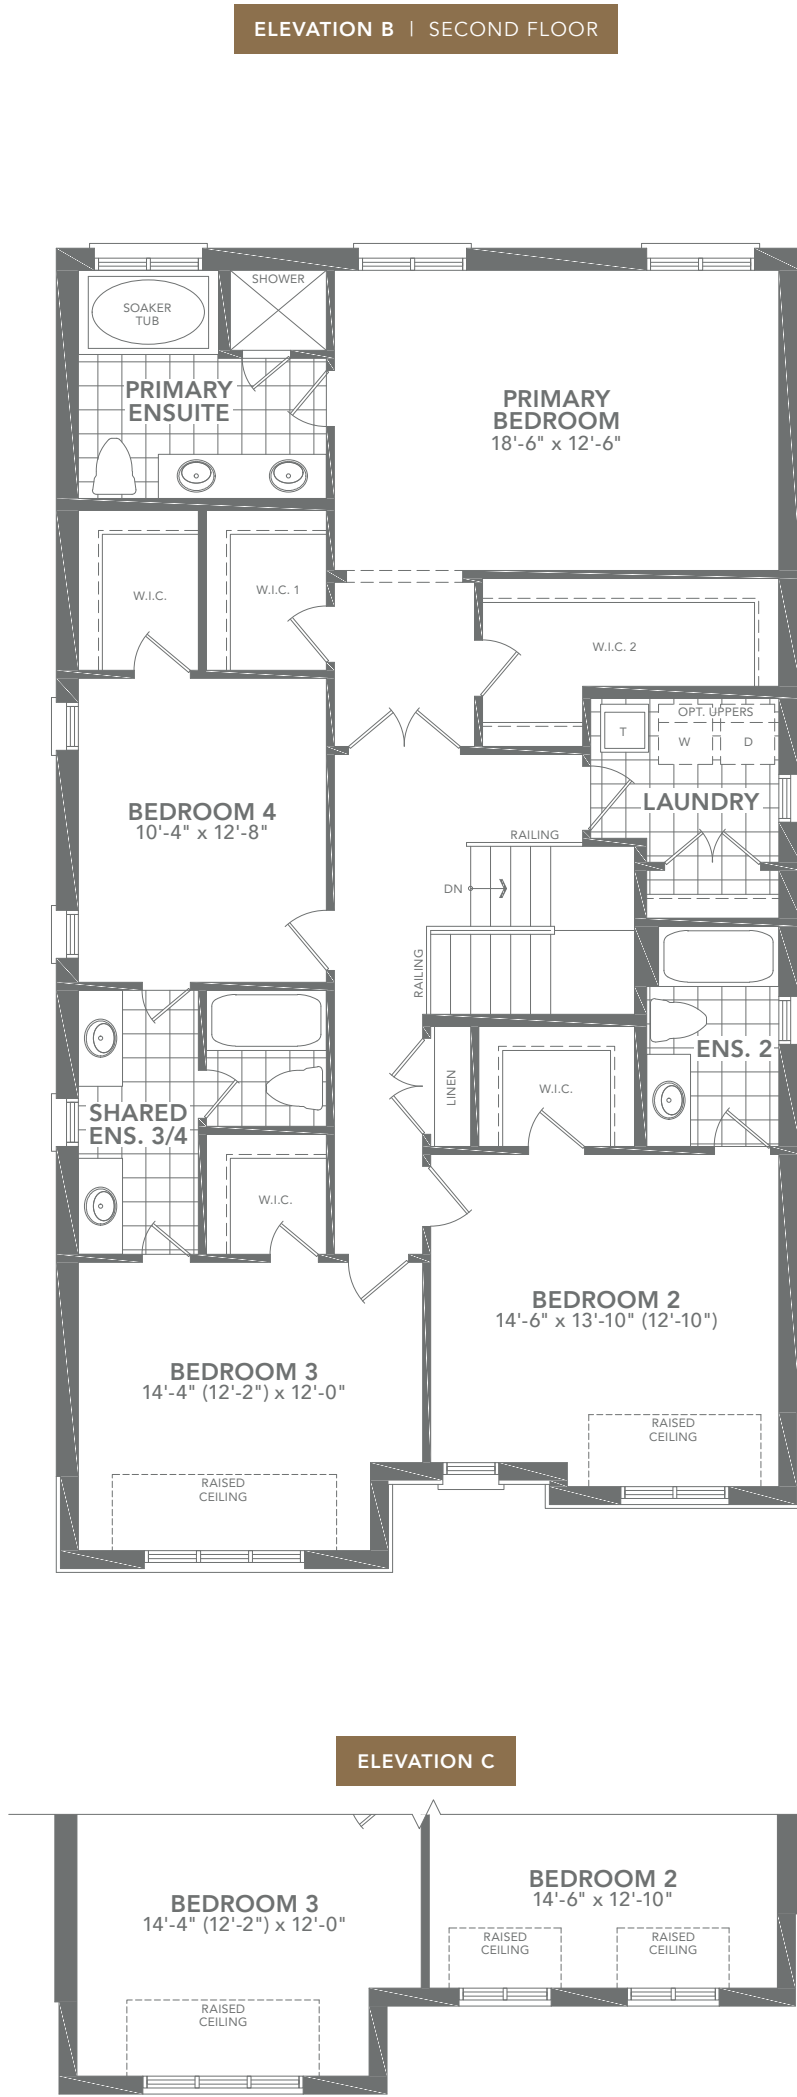 ELEVATION B | SECOND FLOOR
SHOWER
SOAKER
TUB
PRIMARY
ENSUITE
PRIMARY
BEDROOM
18'-6" x 12'-6"
W.I.C.
W.I.C. 1
W.I.C. 2
OPT. UPPERS
T
W
D
LAUNDRY
BEDROOM 4
10'-4" x 12'-8"
RAILING
DN
RAILING
ENS. 2
LINEN
W.I.C.
SHARED
ENS. 3/4
W.I.C.
BEDROOM 2
14'-6" x 13'-10" (12'-10")
BEDROOM 3
14'-4" (12'-2") x 12'-0"
RAISED
CEILING
RAISED
CEILING
ELEVATION C
BEDROOM 2
14'-6" x 12'-10"
BEDROOM 3
14'-4" (12'-2") x 12'-0"
RAISED
CEILING
RAISED
CEILING
RAISED
CEILING